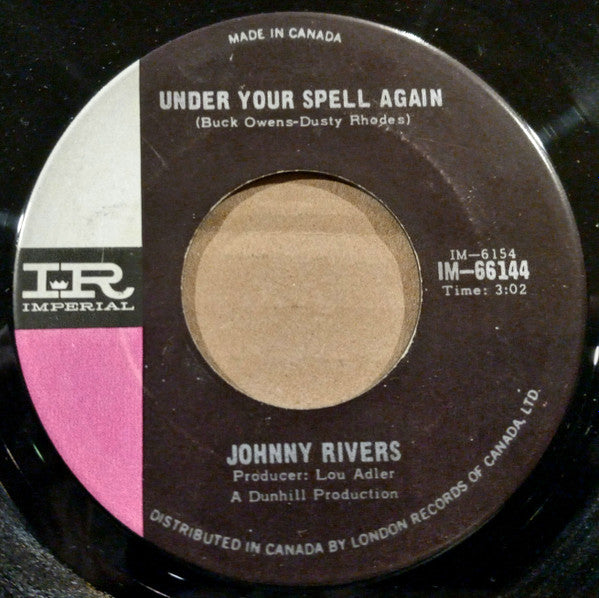 MADE IN CANADA
UNDER YOUR SPELL AGAIN
(Buck Owens-Dusty Rhodes)
IR
IMPERIAL
IM-6154
IM-66144
Time: 3:02
JOHNNY RIVERS
Producer: Lou Adler
A Dunhill Production
DISTRIBUTED IN CANADA BY LONDON RECORDS OF CANADA, LTD.